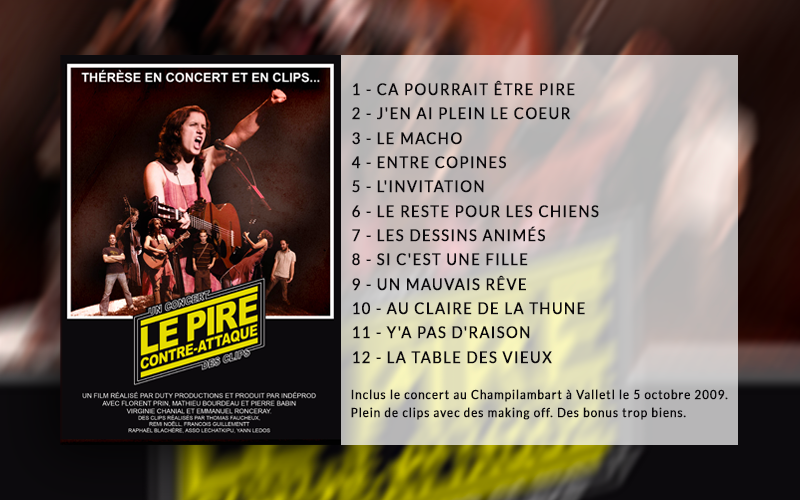 THÉRÈSE EN CONCERT ET EN CLIPS...
UN CONCERT
LE PIRE
CONTRE-ATTAQUE
DES CLIPS
UN FILM RÉALISÉ PAR DUTY PRODUCTIONS ET PRODUIT PAR INDÉPROD
AVEC FLORENT PRIN, MATHIEU BOURDEAU ET PIERRE BABIN
VIRGINIE CHANIAL ET EMMANUEL RONCERAY.
DES CLIPS RÉALISÉS PAR THOMAS FAUCHEUX,
REMI NOËLL, FRANCOIS GUILLEMENTT
RAPHAËL BLACHÈRE, ASSO LECHATKIPU, YANN LEDOS
1 - CA POURRAIT ÊTRE PIRE
2 - J'EN AI PLEIN LE COEUR
3 - LE MACHO
4 - ENTRE COPINES
5 - L'INVITATION
6 - LE RESTE POUR LES CHIENS
7 - LES DESSINS ANIMÉS
8 - SI C'EST UNE FILLE
9 - UN MAUVAIS RÊVE
10 - AU CLAIRE DE LA THUNE
11 - Y'A PAS D'RAISON
12 - LA TABLE DES VIEUX
Inclus le concert au Champilambart à Valletl le 5 octobre 2009.
Plein de clips avec des making off. Des bonus trop biens.